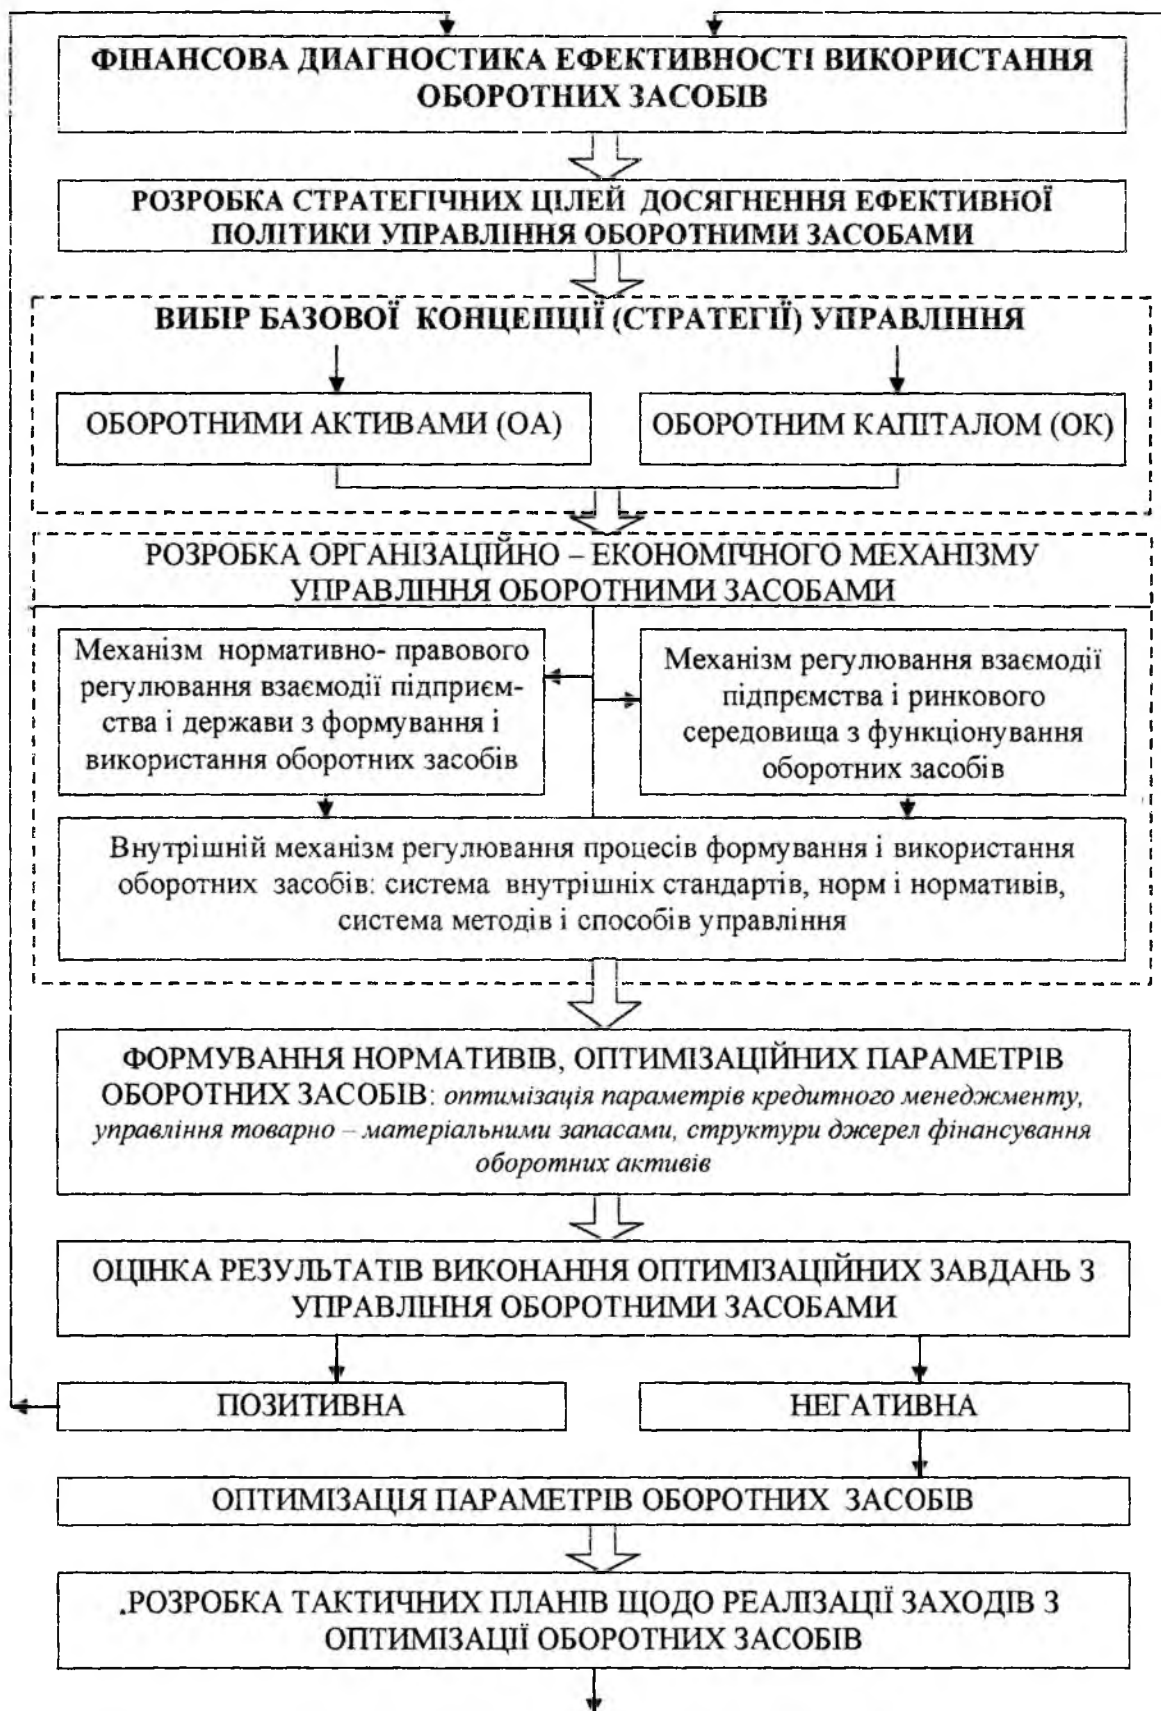 ФІНАНСОВА ДИАГНОСТИКА ЕФЕКТИВНОСТІ ВИКОРИСТАННЯ
ОБОРОТНИХ ЗАСОБІВ
РОЗРОБКА СТРАТЕГІЧНИХ ЦІЛЕЙ ДОСЯГНЕННЯ ЕФЕКТИВНОЇ
ПОЛІТИКИ УПРАВЛІННЯ ОБОРОТНИМИ ЗАСОБАМИ
ВИБІР БАЗОВОЇ КОНЦЕПЦІЇ (СТРАТЕГІЇ) УПРАВЛІННЯ
ОБОРОТНИМИ АКТИВАМИ (ОА)
ОБОРОТНИМ КАПІТАЛОМ (ОК)
РОЗРОБКА ОРГАНІЗАЦІЙНО – ЕКОНОМІЧНОГО МЕХАНІЗМУ
УПРАВЛІННЯ ОБОРОТНИМИ ЗАСОБАМИ
Механізм нормативно- правового
регулювання взаємодії підприєм-
ства і держави з формування і
використання оборотних засобів
Механізм регулювання взаємодії
підпрємства і ринкового
середовища з функціонування
оборотних засобів
Внутрішній механізм регулювання процесів формування і використання
оборотних засобів: система внутрішніх стандартів, норм і нормативів,
система методів і способів управління
ФОРМУВАННЯ НОРМАТИВІВ, ОПТИМІЗАЦІЙНИХ ПАРАМЕТРІВ
ОБОРОТНИХ ЗАСОБІВ: оптимізація параметрів кредитного менеджменту,
управління товарно – матеріальними запасами, структури джерел фінансування
оборотних активів
ОЦІНКА РЕЗУЛЬТАТІВ ВИКОНАННЯ ОПТИМІЗАЦІЙНИХ ЗАВДАНЬ З
УПРАВЛІННЯ ОБОРОТНИМИ ЗАСОБАМИ
ПОЗИТИВНА
НЕГАТИВНА
ОПТИМІЗАЦІЯ ПАРАМЕТРІВ ОБОРОТНИХ ЗАСОБІВ
.РОЗРОБКА ТАКТИЧНИХ ПЛАНІВ ЩОДО РЕАЛІЗАЦІЇ ЗАХОДІВ З
ОПТИМІЗАЦІЇ ОБОРОТНИХ ЗАСОБІВ